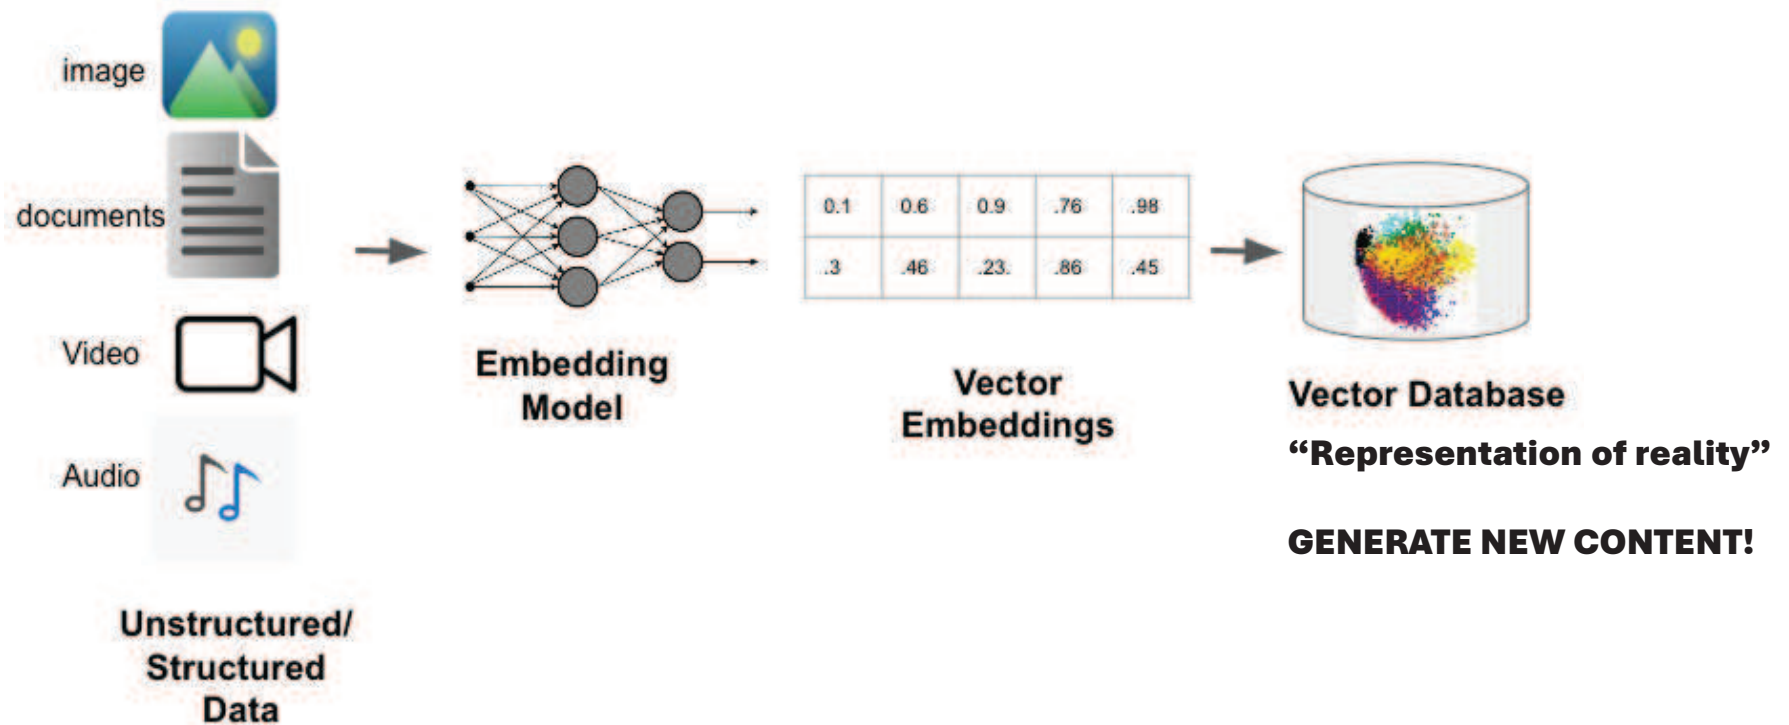 image
documents
Video
Audio
Unstructured/
Structured
Data
Embedding
Model
0.1 0.6 0.9 .76 .98
.3 .46 .23. .86 .45
Vector
Embeddings
Vector Database
“Representation of reality”
GENERATE NEW CONTENT!